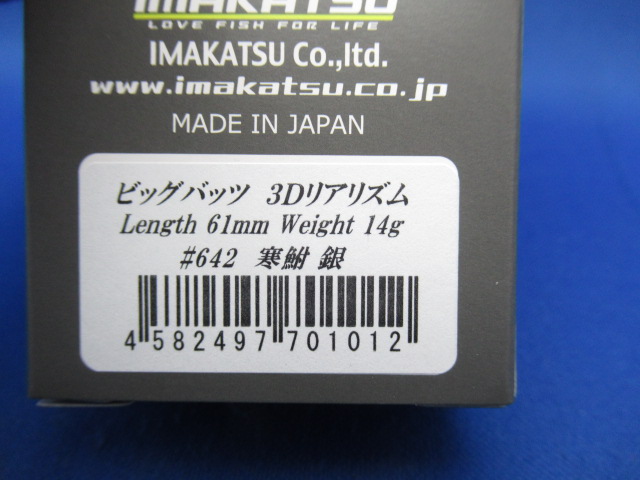 IMAKATSU
LOVE FISH FOR LIFE
IMAKATSU Co.,ltd.
www.imakatsu.co.jp
MADE IN JAPAN
ビッグバッツ 3Dリアリズム
Length 61mm Weight 14g
#642 寒鮒 銀
4 582497 701012